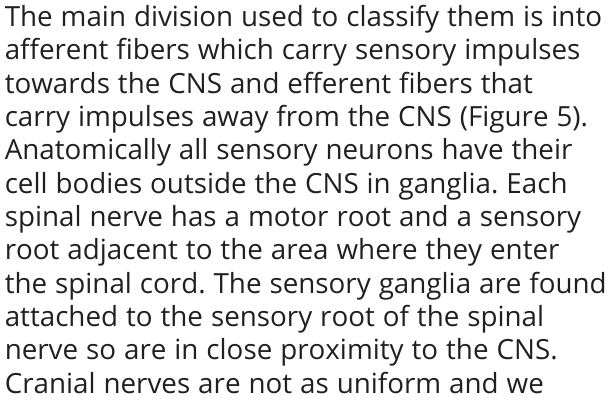 The main division used to classify them is into
afferent fibers which carry sensory impulses
towards the CNS and efferent fibers that
carry impulses away from the CNS (Figure 5).
Anatomically all sensory neurons have their
cell bodies outside the CNS in ganglia. Each
spinal nerve has a motor root and a sensory
root adjacent to the area where they enter
the spinal cord. The sensory ganglia are found
attached to the sensory root of the spinal
nerve so are in close proximity to the CNS.
Cranial nerves are not as uniform and we